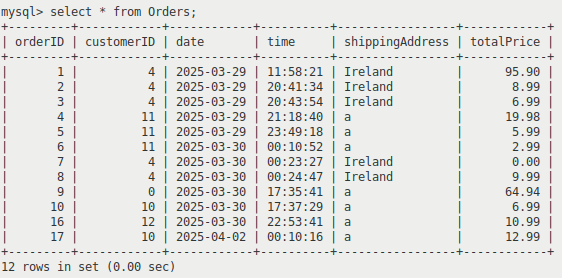 mysql> select * from Orders;
+---------+------------+------------+----------+-----------------+------------+
| orderID | customerID | date       | time     | shippingAddress | totalPrice |
+---------+------------+------------+----------+-----------------+------------+
|       1 |          4 | 2025-03-29 | 11:58:21 | Ireland         |      95.90 |
|       2 |          4 | 2025-03-29 | 20:41:34 | Ireland         |       8.99 |
|       3 |          4 | 2025-03-29 | 20:43:54 | Ireland         |       6.99 |
|       4 |         11 | 2025-03-29 | 21:18:40 | a               |      19.98 |
|       5 |         11 | 2025-03-29 | 23:49:18 | a               |       5.99 |
|       6 |         11 | 2025-03-30 | 00:10:52 | a               |       2.99 |
|       7 |          4 | 2025-03-30 | 00:23:27 | Ireland         |       0.00 |
|       8 |          4 | 2025-03-30 | 00:24:47 | Ireland         |       9.99 |
|       9 |          0 | 2025-03-30 | 17:35:41 | a               |      64.94 |
|      10 |         10 | 2025-03-30 | 17:37:29 | a               |       6.99 |
|      16 |         12 | 2025-03-30 | 22:53:41 | a               |      10.99 |
|      17 |         10 | 2025-04-02 | 00:10:16 | a               |      12.99 |
+---------+------------+------------+----------+-----------------+------------+
12 rows in set (0.00 sec)